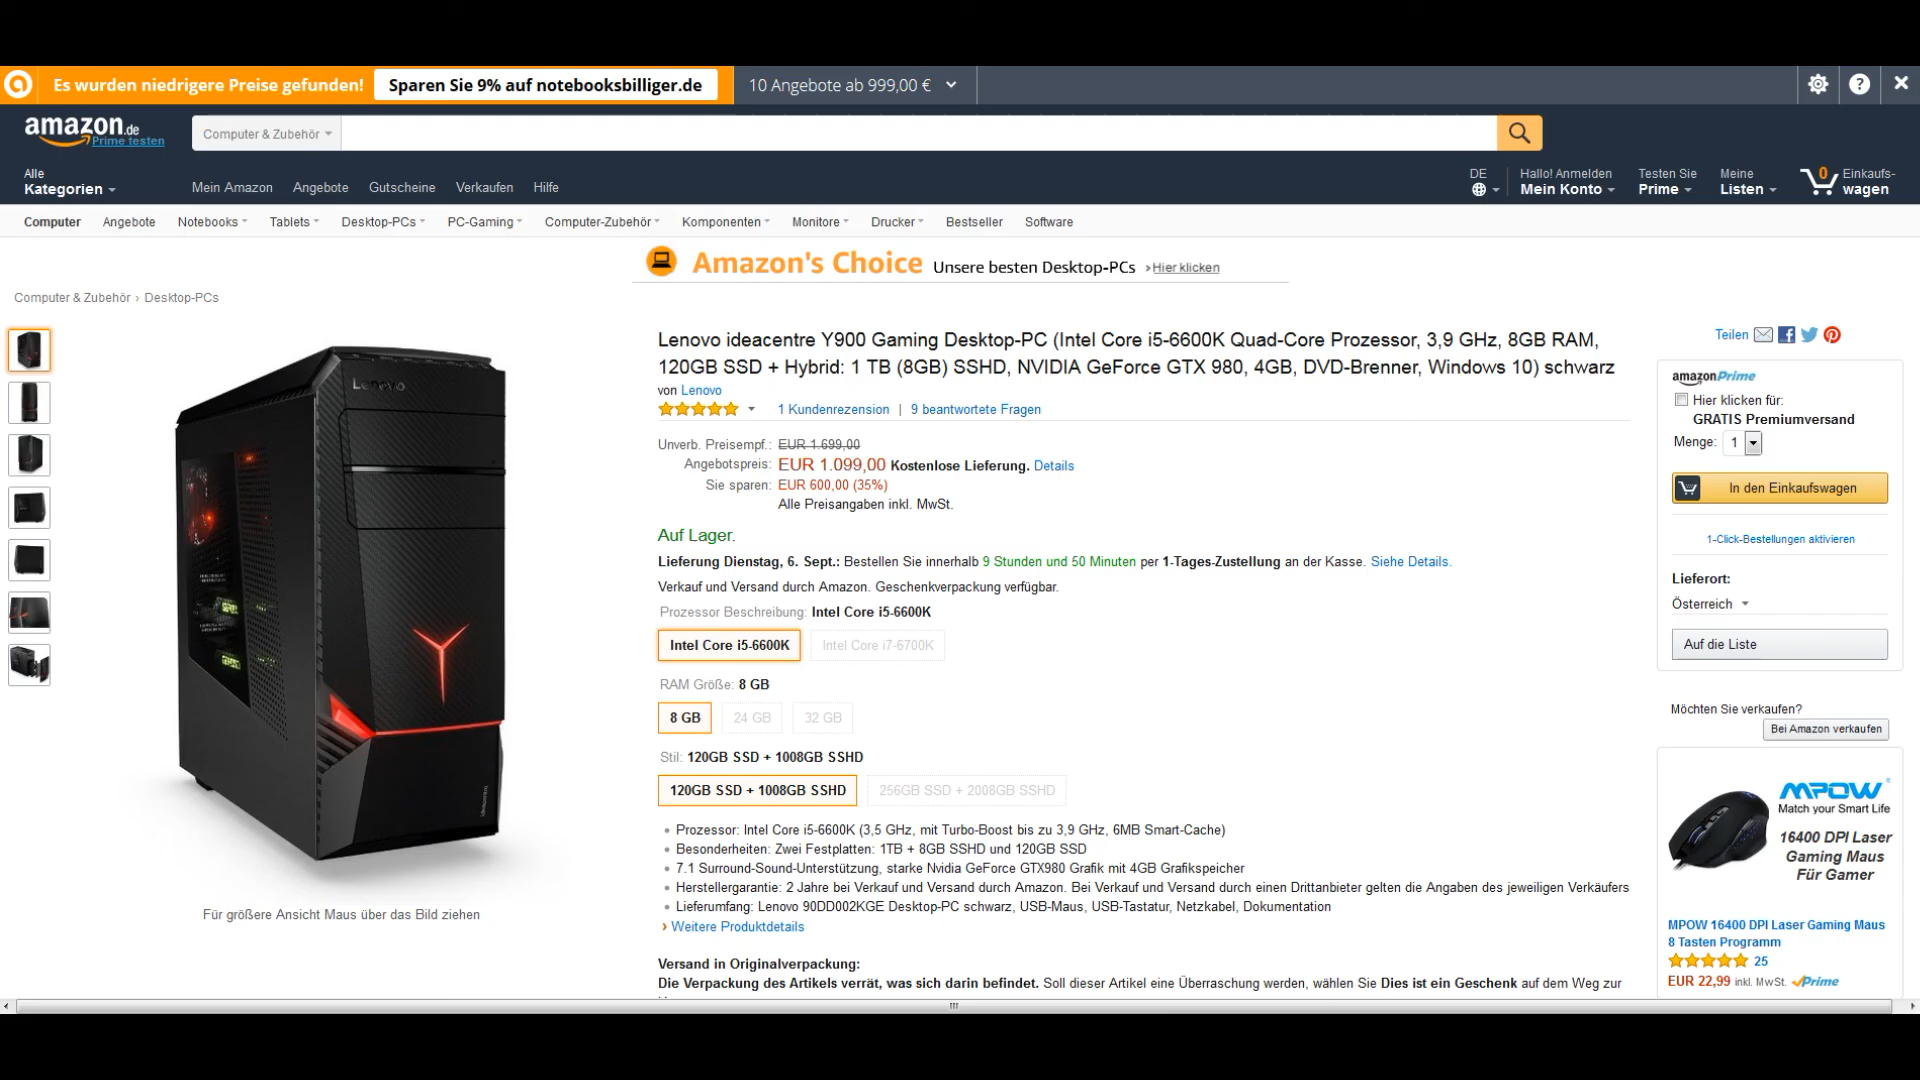 Es wurden niedrigere Preise gefunden! Sparen Sie 9% auf notebooksbilliger.de 10 Angebote ab 999,00 €
amazon.de
Prime testen
Computer & Zubehör
Alle
Kategorien
Mein Amazon Angebote Gutscheine Verkaufen Hilfe
DE
Hallo! Anmelden
Mein Konto
Testen Sie
Prime
Meine
Listen
0
Einkaufs-
wagen
Computer Angebote Notebooks Tablets Desktop-PCs PC-Gaming Computer-Zubehör Komponenten Monitore Drucker Bestseller Software
Amazon's Choice Unsere besten Desktop-PCs › Hier klicken
Computer & Zubehör › Desktop-PCs
Lenovo
Für größere Ansicht Maus über das Bild ziehen
Lenovo ideacentre Y900 Gaming Desktop-PC (Intel Core i5-6600K Quad-Core Prozessor, 3,9 GHz, 8GB RAM,
120GB SSD + Hybrid: 1 TB (8GB) SSHD, NVIDIA GeForce GTX 980, 4GB, DVD-Brenner, Windows 10) schwarz
von Lenovo
1 Kundenrezension | 9 beantwortete Fragen
Unverb. Preisempf.: EUR 1.699,00
Angebotspreis: EUR 1.099,00 Kostenlose Lieferung. Details
Sie sparen: EUR 600,00 (35%)
Alle Preisangaben inkl. MwSt.
Auf Lager.
Lieferung Dienstag, 6. Sept.: Bestellen Sie innerhalb 9 Stunden und 50 Minuten per 1-Tages-Zustellung an der Kasse. Siehe Details.
Verkauf und Versand durch Amazon. Geschenkverpackung verfügbar.
Prozessor Beschreibung: Intel Core i5-6600K
Intel Core i5-6600K Intel Core i7-6700K
RAM Größe: 8 GB
8 GB 24 GB 32 GB
Stil: 120GB SSD + 1008GB SSHD
120GB SSD + 1008GB SSHD 256GB SSD + 2008GB SSHD
• Prozessor: Intel Core i5-6600K (3,5 GHz, mit Turbo-Boost bis zu 3,9 GHz, 6MB Smart-Cache)
• Besonderheiten: Zwei Festplatten: 1TB + 8GB SSHD und 120GB SSD
• 7.1 Surround-Sound-Unterstützung, starke Nvidia GeForce GTX980 Grafik mit 4GB Grafikspeicher
• Herstellergarantie: 2 Jahre bei Verkauf und Versand durch Amazon. Bei Verkauf und Versand durch einen Drittanbieter gelten die Angaben des jeweiligen Verkäufers
• Lieferumfang: Lenovo 90DD002KGE Desktop-PC schwarz, USB-Maus, USB-Tastatur, Netzkabel, Dokumentation
› Weitere Produktdetails
Versand in Originalverpackung:
Die Verpackung des Artikels verrät, was sich darin befindet. Soll dieser Artikel eine Überraschung werden, wählen Sie Dies ist ein Geschenk auf dem Weg zur
Teilen
amazonPrime
Hier klicken für:
GRATIS Premiumversand
Menge: 1
In den Einkaufswagen
1-Click-Bestellungen aktivieren
Lieferort:
Österreich
Auf die Liste
Möchten Sie verkaufen?
Bei Amazon verkaufen
MPOW
Match your Smart Life
16400 DPI Laser
Gaming Maus
Für Gamer
MPOW 16400 DPI Laser Gaming Maus
8 Tasten Programm
25
EUR 22,99 inkl. MwSt. Prime